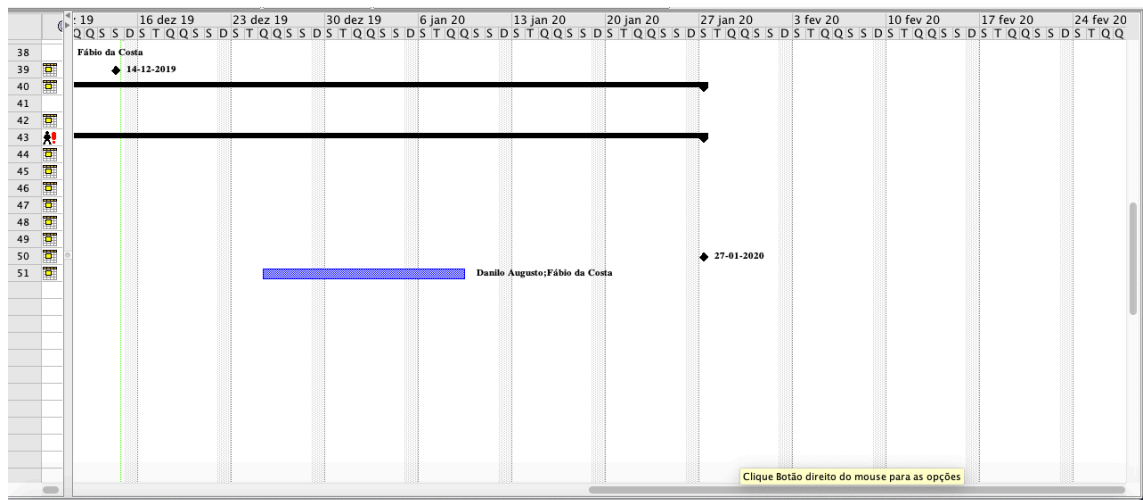 : 19 16 dez 19 23 dez 19 30 dez 19 6 jan 20 13 jan 20 20 jan 20 27 jan 20 3 fev 20 10 fev 20 17 fev 20 24 fev 20
Q Q S S D S T Q Q S S D S T Q Q S S D S T Q Q S S D S T Q Q S S D S T Q Q S S D S T Q Q S S D S T Q Q S S D S T Q Q S S D S T Q Q S S D S T Q Q S S D S T Q Q
38 Fábio da Costa
39 14-12-2019
40
41
42
43
44
45
46
47
48
49
50 27-01-2020
51 Danilo Augusto;Fábio da Costa
Clique Botão direito do mouse para as opções